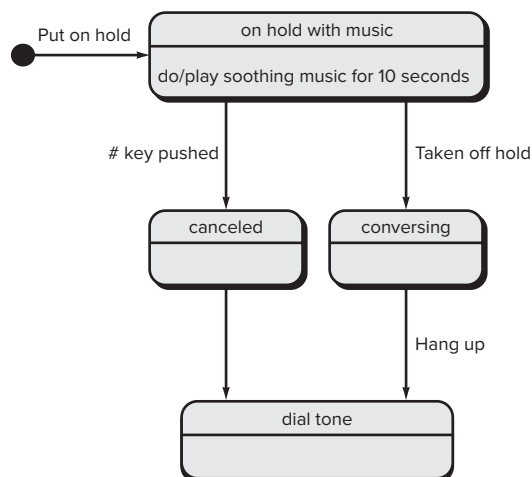 Put on hold
on hold with music
do/play soothing music for 10 seconds
# key pushed
Taken off hold
canceled
conversing
Hang up
dial tone